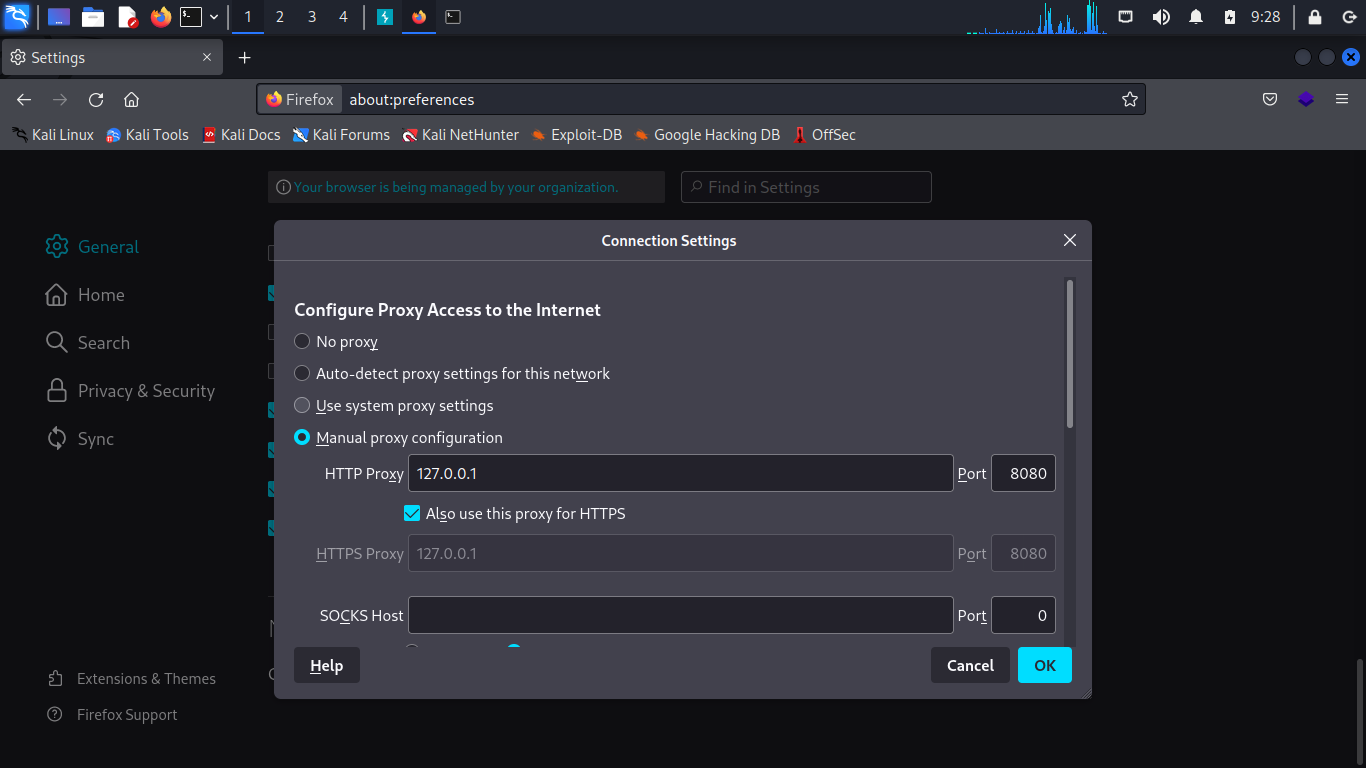 1 2 3 4 9:28
Settings
Firefox about:preferences
Kali Linux Kali Tools Kali Docs Kali Forums Kali NetHunter Exploit-DB Google Hacking DB OffSec
Your browser is being managed by your organization. Find in Settings
General
Home
Search
Privacy & Security
Sync
Extensions & Themes
Firefox Support
Connection Settings
Configure Proxy Access to the Internet
No proxy
Auto-detect proxy settings for this network
Use system proxy settings
Manual proxy configuration
HTTP Proxy 127.0.0.1 Port 8080
Also use this proxy for HTTPS
HTTPS Proxy 127.0.0.1 Port 8080
SOCKS Host Port 0
Help Cancel OK